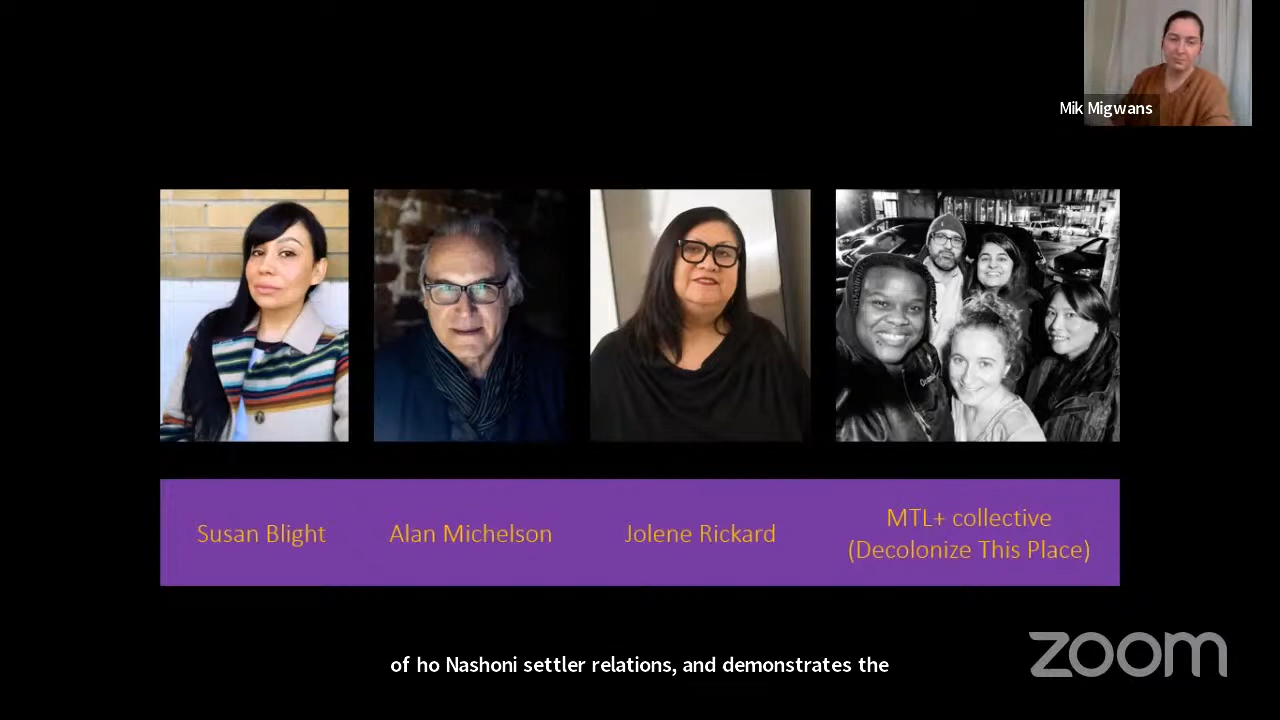 Mik Migwans
Susan Blight
Alan Michelson
Jolene Rickard
MTL+ collective
(Decolonize This Place)
of ho Nashoni settler relations, and demonstrates the
zoom